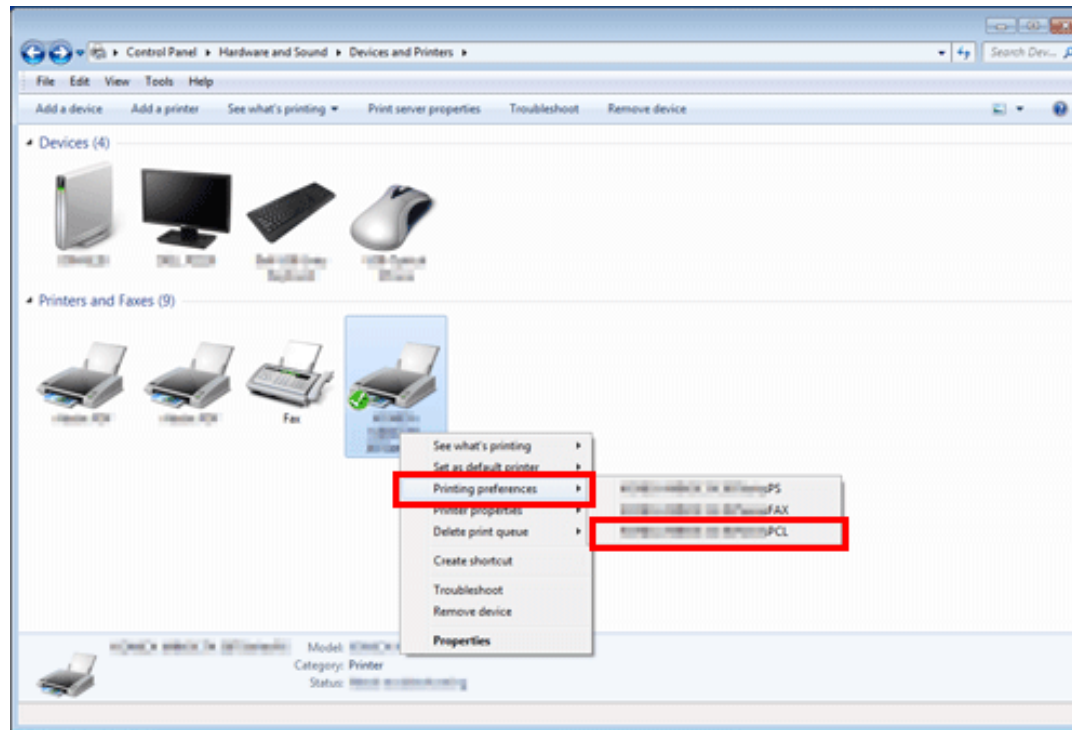 Control Panel ▸ Hardware and Sound ▸ Devices and Printers ▸
Search Dev...
File Edit View Tools Help
Add a device Add a printer See what's printing Print server properties Troubleshoot Remove device
Devices (4)
Printers and Faxes (9)
Fax
See what's printing
Set as default printer
Printing preferences
PS
Printer properties
FAX
Delete print queue
PCL
Create shortcut
Troubleshoot
Remove device
Properties
Model:
Category: Printer
Status: